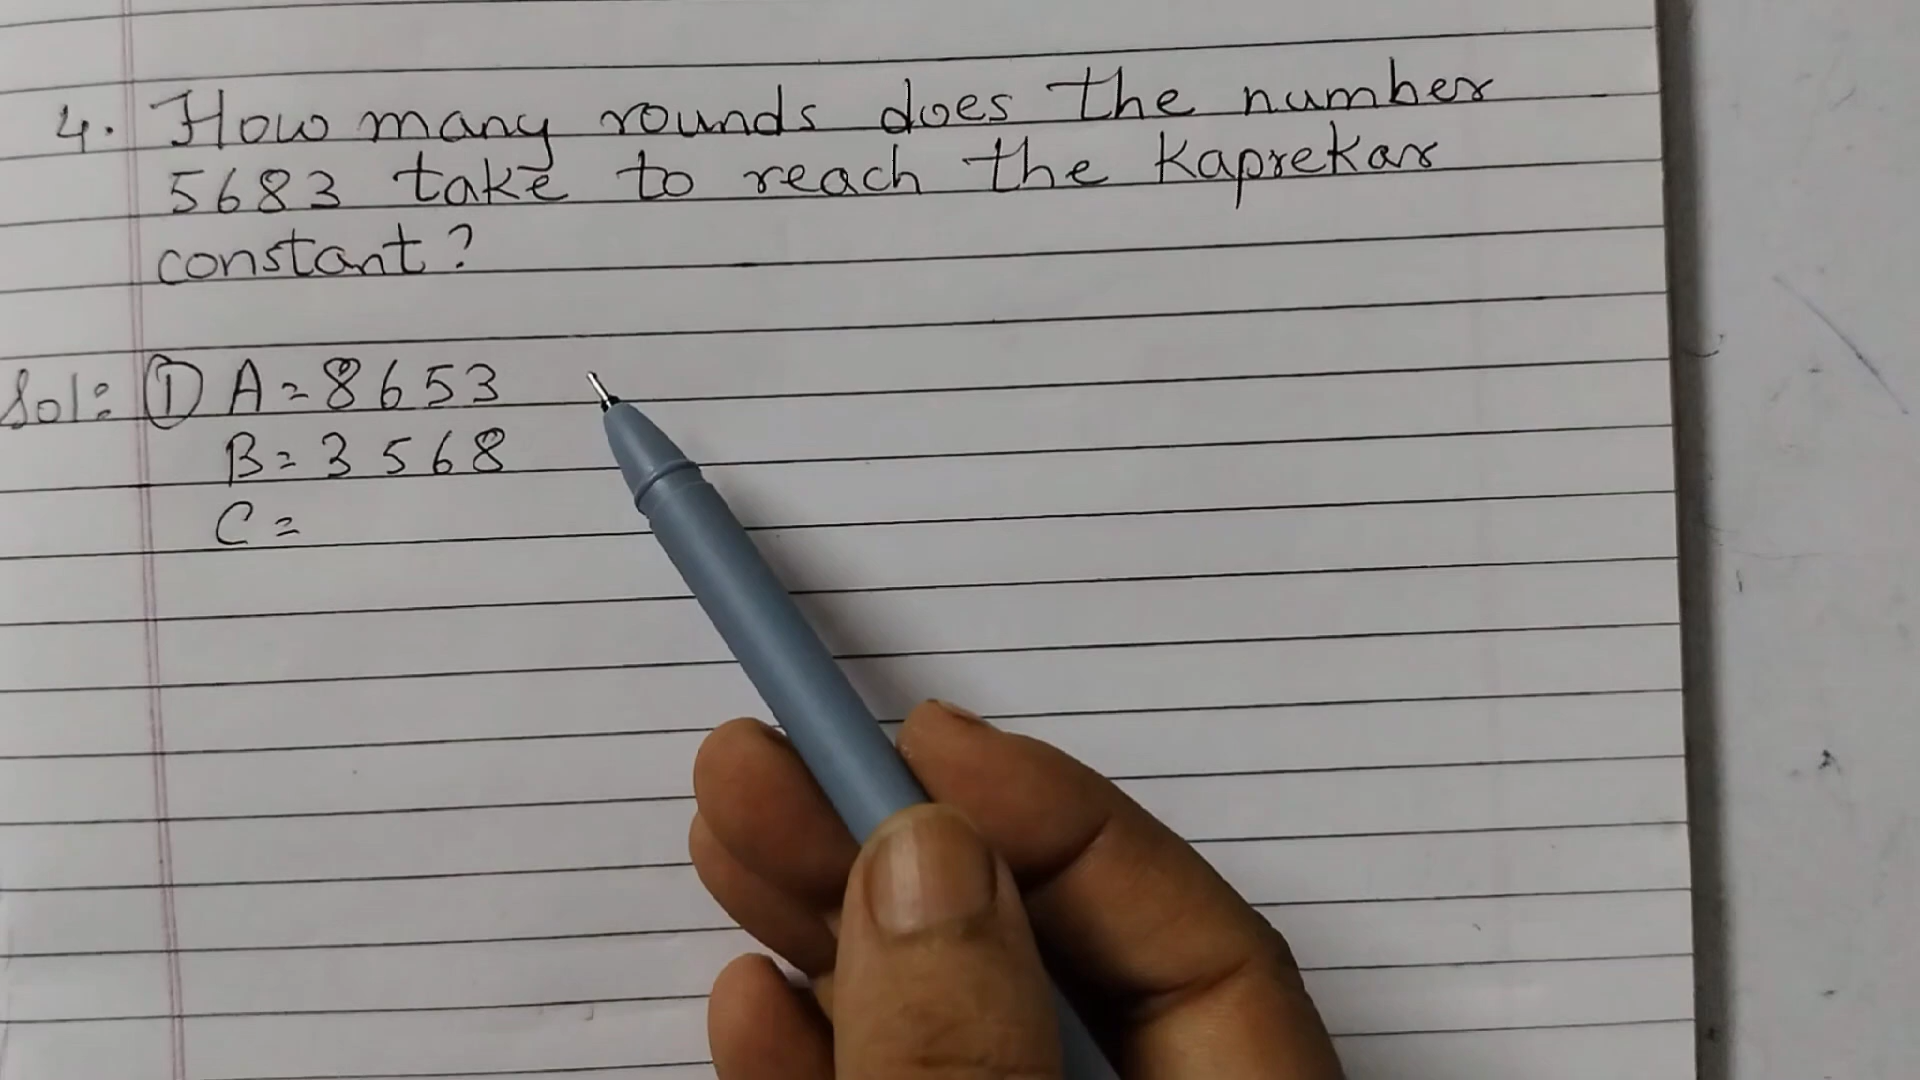 4. How many rounds does the number
5683 take to reach the Kaprekar
constant?
Sol: ① A = 8653
B = 3568
C =